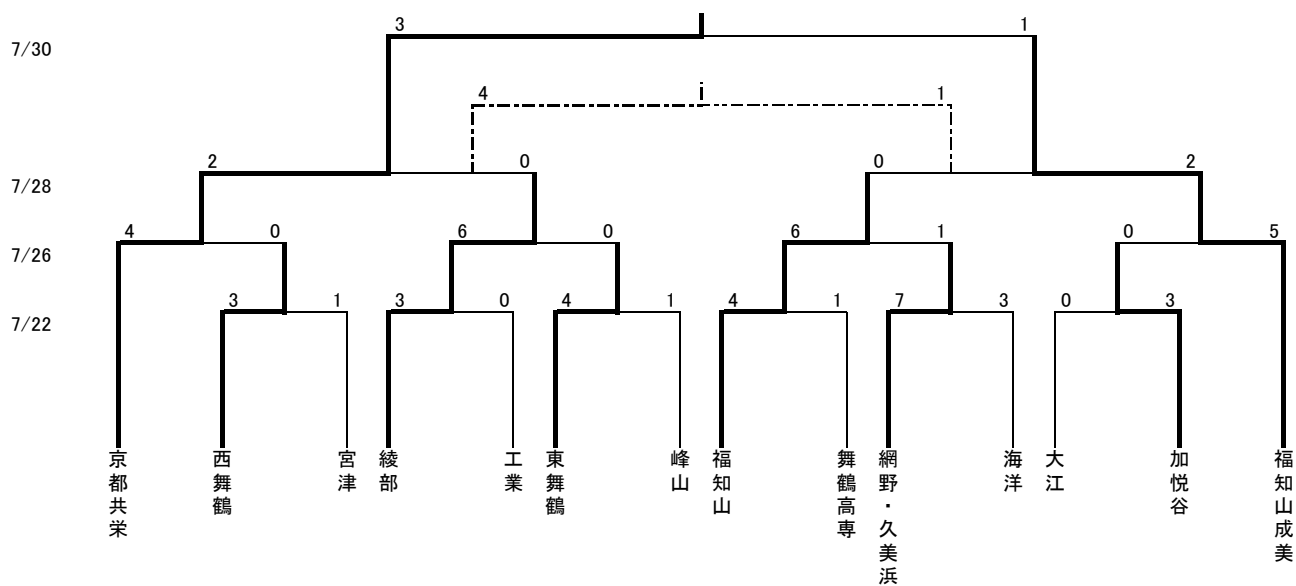 3 1
7/30
4 1
2 0 0 2
7/28
4 0 6 0 6 1 0 5
7/26
3 1 3 0 4 1 4 1 7 3 0 3
7/22
京都共栄
西舞鶴
宮津
綾部
工業
東舞鶴
峰山
福知山
舞鶴高専
網野・久美浜
海洋
大江
加悦谷
福知山成美